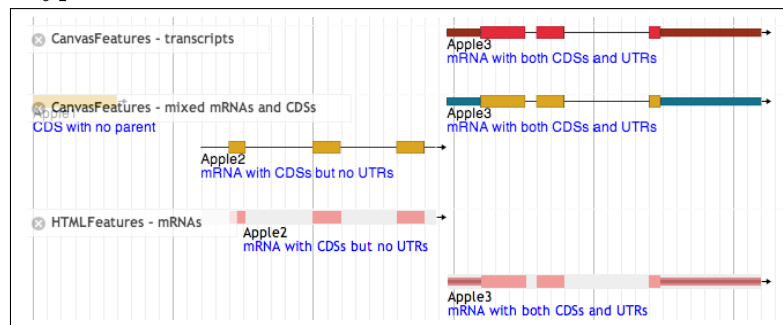 CanvasFeatures - transcripts
Apple3
mRNA with both CDSs and UTRs
CanvasFeatures - mixed mRNAs and CDSs
Apple1
CDS with no parent
Apple3
mRNA with both CDSs and UTRs
Apple2
mRNA with CDSs but no UTRs
HTMLFeatures - mRNAs
Apple2
mRNA with CDSs but no UTRs
Apple3
mRNA with both CDSs and UTRs